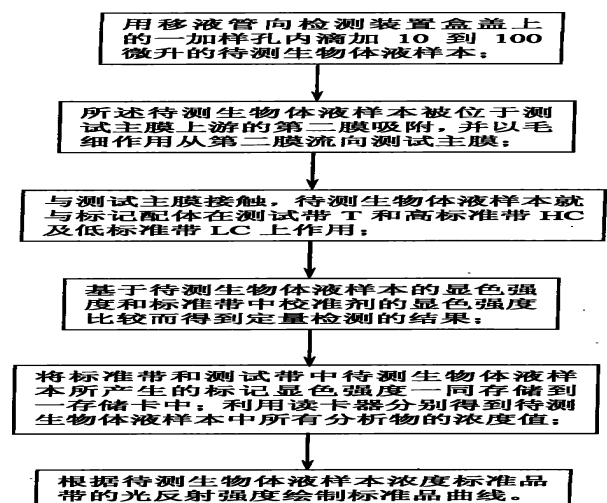 用移液管向检测装置盒盖上
的一加样孔内滴加 10 到 100
微升的待测生物体液样本；
所述待测生物体液样本被位于测
试主膜上游的第二膜吸附，并以毛
细作用从第二膜流向测试主膜；
与测试主膜接触，待测生物体液样本就
与标记配体在测试带 T 和高标准带 HC
及低标准带 LC 上作用；
基于待测生物体液样本的显色强
度和标准带中校准剂的显色强度
比较而得到定量检测的结果；
将标准带和测试带中待测生物体液样
本所产生的标记显色强度一同存储到
一存储卡中；利用读卡器分别得到待测
生物体液样本中所有分析物的浓度值；
根据待测生物体液样本浓度标准品
带的光反射强度绘制标准品曲线。